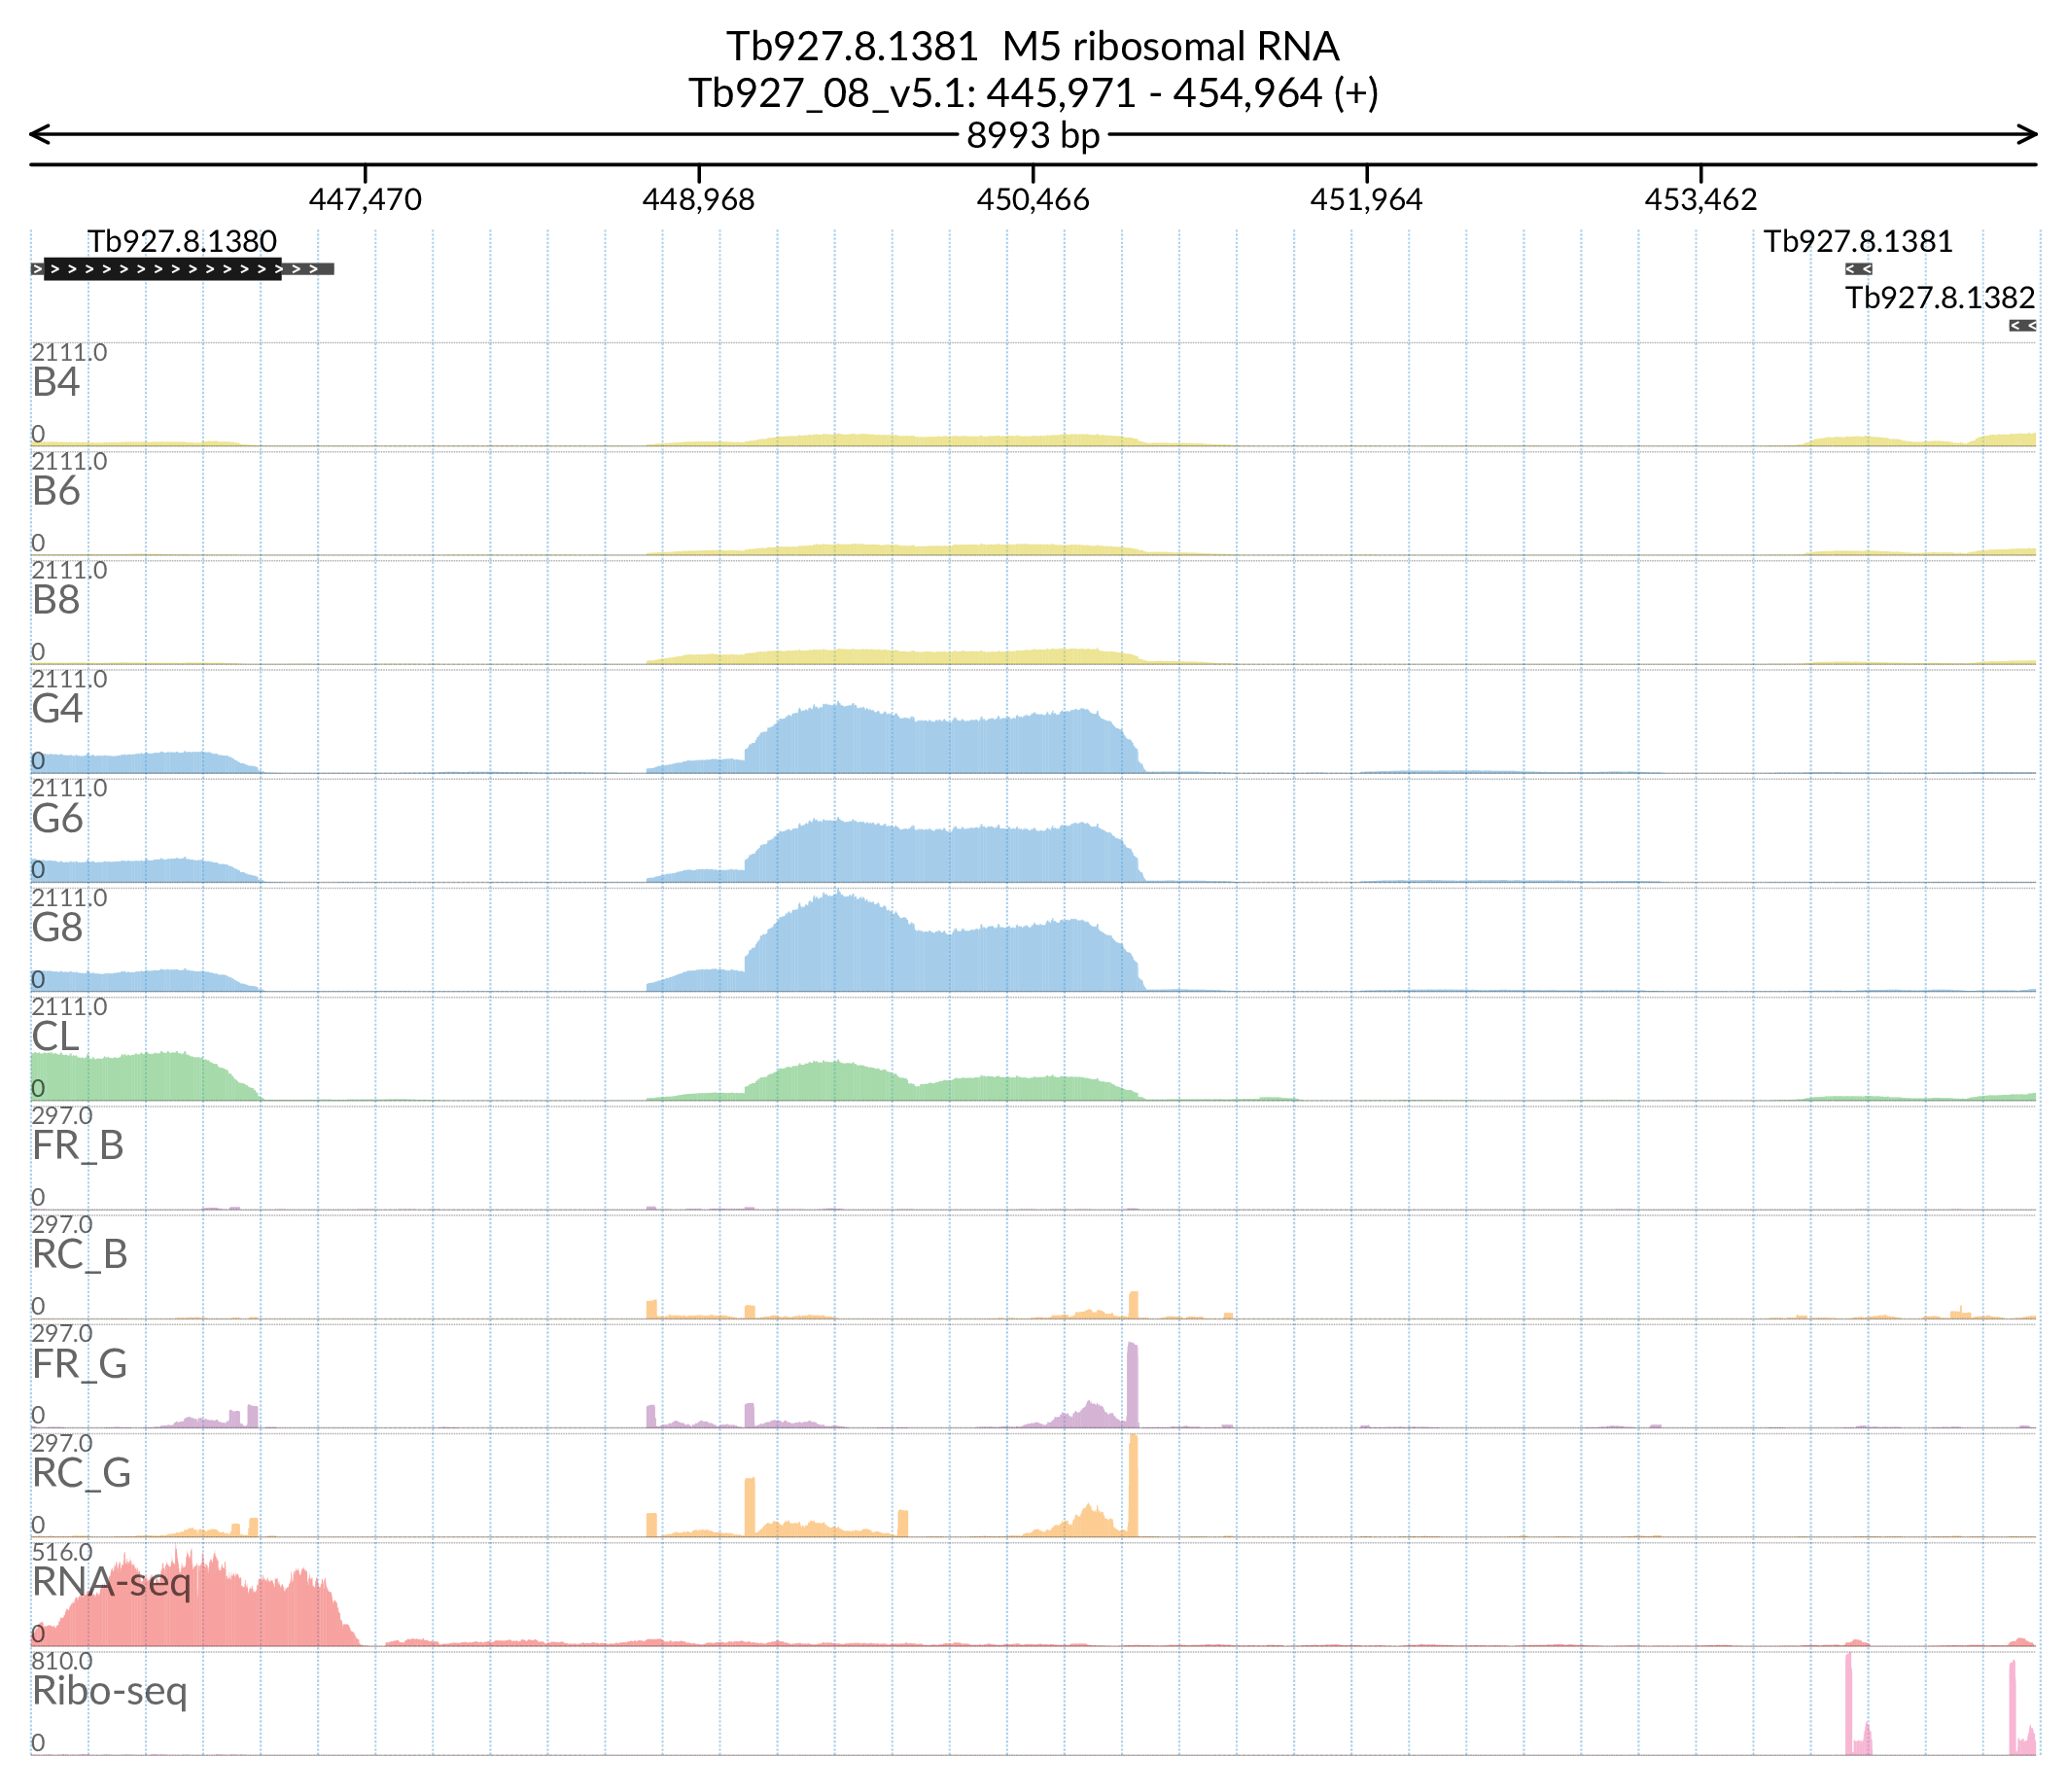 Tb927.8.1381  M5 ribosomal RNA
Tb927_08_v5.1: 445,971 - 454,964 (+)
8993 bp
447,470 448,968 450,466 451,964 453,462
Tb927.8.1380 Tb927.8.1381
Tb927.8.1382
2111.0
B4
0
2111.0
B6
0
2111.0
B8
0
2111.0
G4
0
2111.0
G6
0
2111.0
G8
0
2111.0
CL
0
297.0
FR_B
0
297.0
RC_B
0
297.0
FR_G
0
297.0
RC_G
0
516.0
RNA-seq
0
810.0
Ribo-seq
0